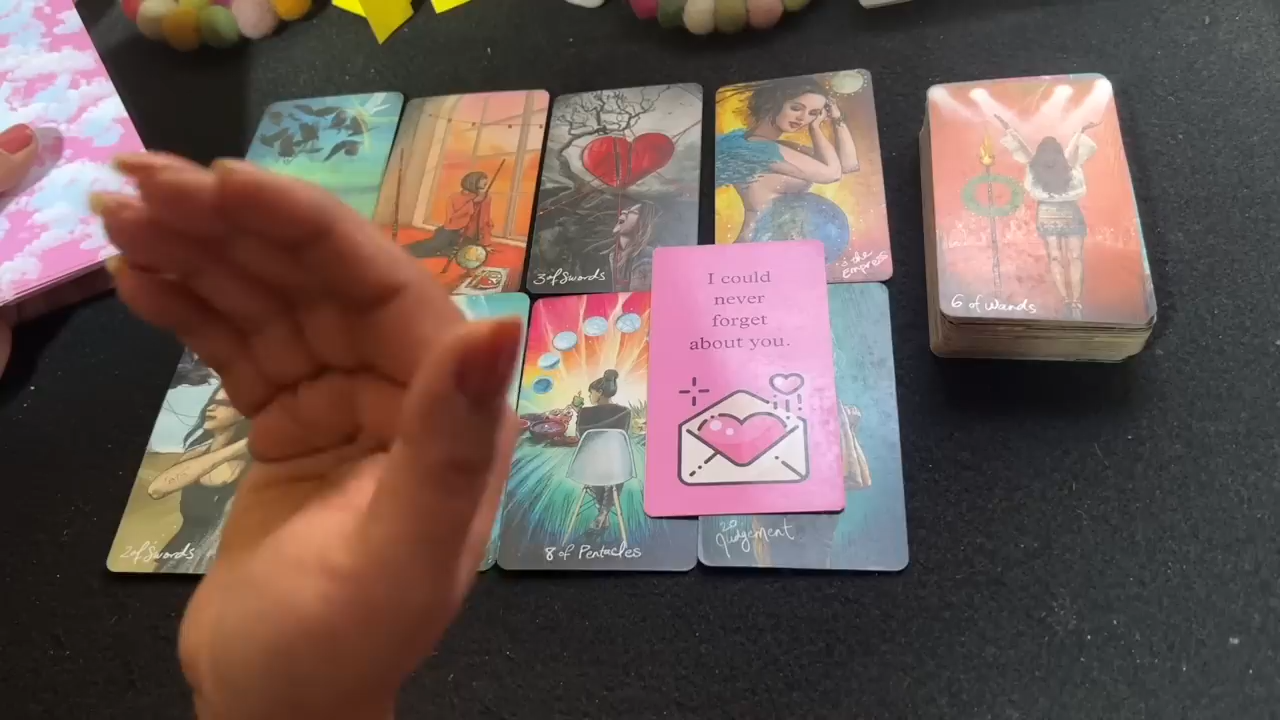 3 of Swords
the
Empress
I could
never
forget
about you.
6 of Wands
2 of Swords
8 of Pentacles
20
Judgement